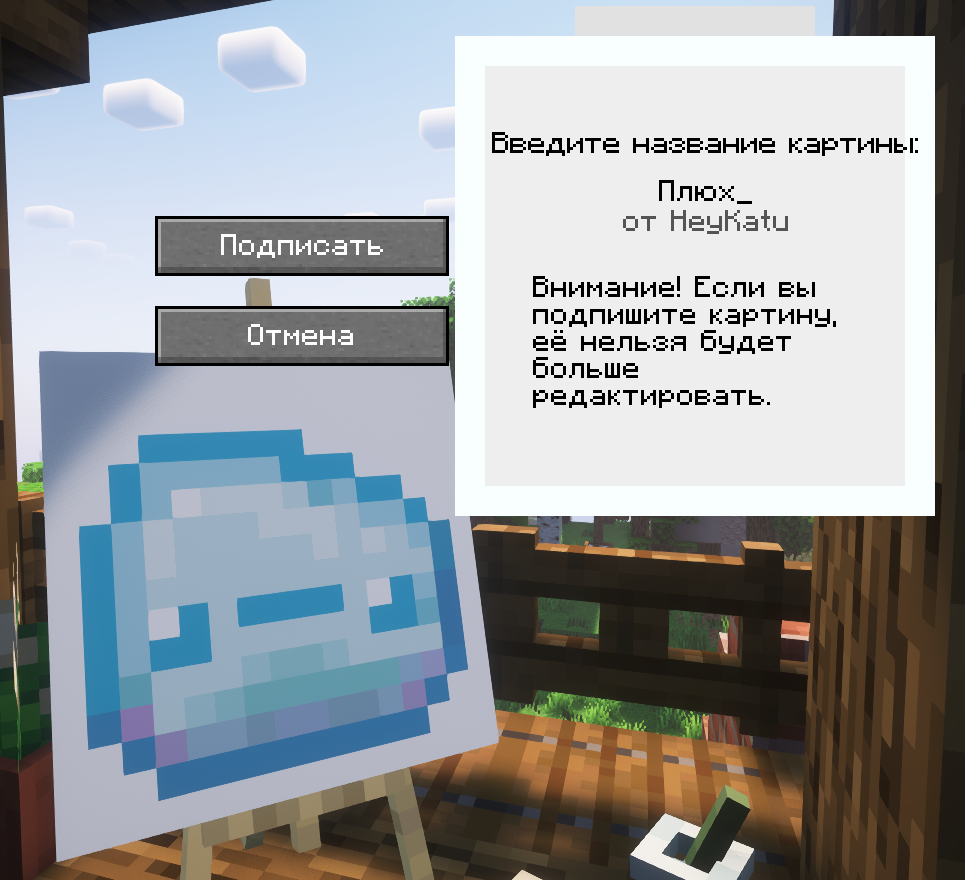 Введите название картины:
Плюх_
от HeyKatu
Подписать
Отмена
Внимание! Если вы
подпишите картину,
её нельзя будет
больше
редактировать.